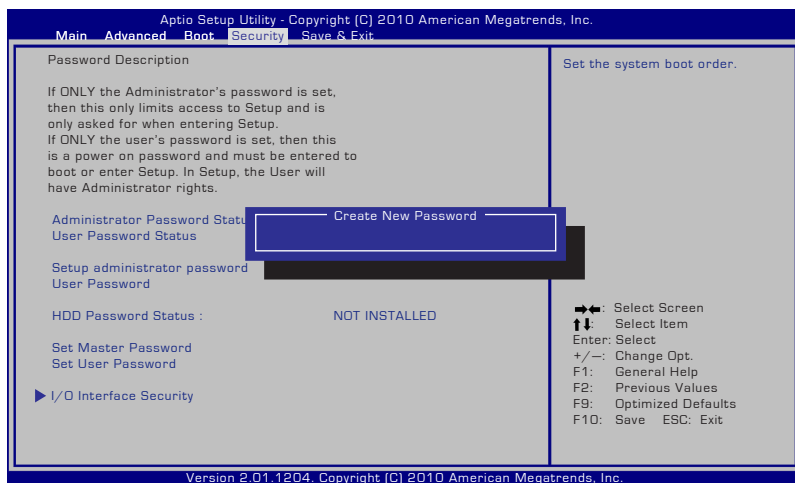 Aptio Setup Utility - Copyright (C) 2010 American Megatrends, Inc.
Main Advanced Boot Security Save & Exit
Password Description
If ONLY the Administrator's password is set,
then this only limits access to Setup and is
only asked for when entering Setup.
If ONLY the user's password is set, then this
is a power on password and must be entered to
boot or enter Setup. In Setup, the User will
have Administrator rights.
Administrator Password Statu
User Password Status
Create New Password
Setup administrator password
User Password
HDD Password Status : NOT INSTALLED
Set Master Password
Set User Password
I/O Interface Security
Set the system boot order.
→←: Select Screen
↑↓: Select Item
Enter: Select
+/—: Change Opt.
F1: General Help
F2: Previous Values
F9: Optimized Defaults
F10: Save ESC: Exit
Version 2.01.1204. Copyright (C) 2010 American Megatrends, Inc.